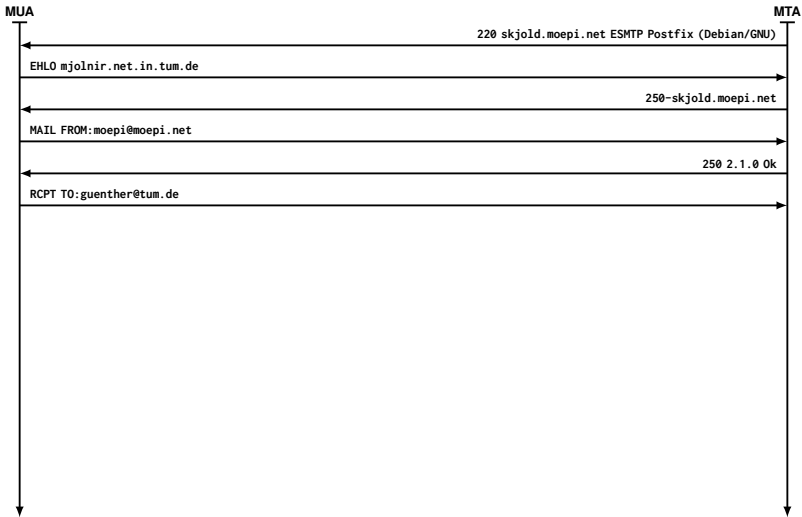 MUA
MTA
220 skjold.moepi.net ESMTP Postfix (Debian/GNU)
EHLO mjolnir.net.in.tum.de
250-skjold.moepi.net
MAIL FROM:moepi@moepi.net
250 2.1.0 Ok
RCPT TO:guenther@tum.de